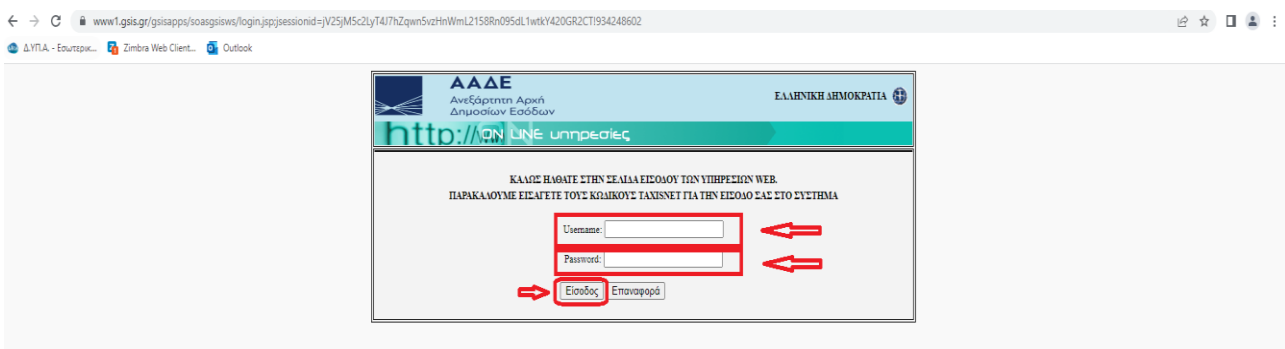 www1.gsis.gr/gsisapps/soasgsisws/login.jsp;jsessionid=jV25jM5c2LyT4J7hZqwn5vzHnWmL2158Rn095dL1wtkY420GR2CT!934248602
Δ.ΥΠ.Α. - Εσωτερικ... Zimbra Web Client... Outlook
ΑΑΔΕ
Ανεξάρτητη Αρχή
Δημοσίων Εσόδων
ΕΛΛΗΝΙΚΗ ΔΗΜΟΚΡΑΤΙΑ
http://www ON LINE υπηρεσίες
ΚΑΛΩΣ ΗΛΘΑΤΕ ΣΤΗΝ ΣΕΛΙΔΑ ΕΙΣΟΔΟΥ ΤΩΝ ΥΠΗΡΕΣΙΩΝ WEB.
ΠΑΡΑΚΑΛΟΥΜΕ ΕΙΣΑΓΕΤΕ ΤΟΥΣ ΚΩΔΙΚΟΥΣ TAXISNET ΓΙΑ ΤΗΝ ΕΙΣΟΔΟ ΣΑΣ ΣΤΟ ΣΥΣΤΗΜΑ
Username:
Password:
Είσοδος Επαναφορά